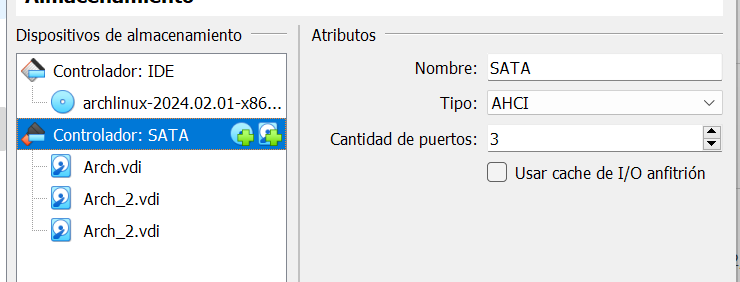 Almacenamiento
Dispositivos de almacenamiento
Controlador: IDE
archlinux-2024.02.01-x86...
Controlador: SATA
Arch.vdi
Arch_2.vdi
Arch_2.vdi
Atributos
Nombre: SATA
Tipo: AHCI
Cantidad de puertos: 3
Usar cache de I/O anfitrión